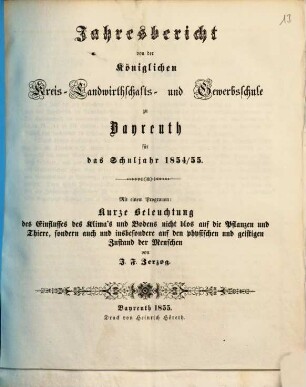 13
Jahresbericht
von der
Königlichen
Kreis-Landwirthschafts- und Gewerbsschule
zu
Bayreuth
für
das Schuljahr 1854/55.
Mit einem Programm:
Kurze Beleuchtung
des Einflusses des Klima's und Bodens nicht blos auf die Pflanzen und
Thiere, sondern auch und insbesondere auf den physischen und geistigen
Zustand der Menschen
von
J. F. Herzog.
Bayreuth 1855.
Druck von Heinrich Höreth.